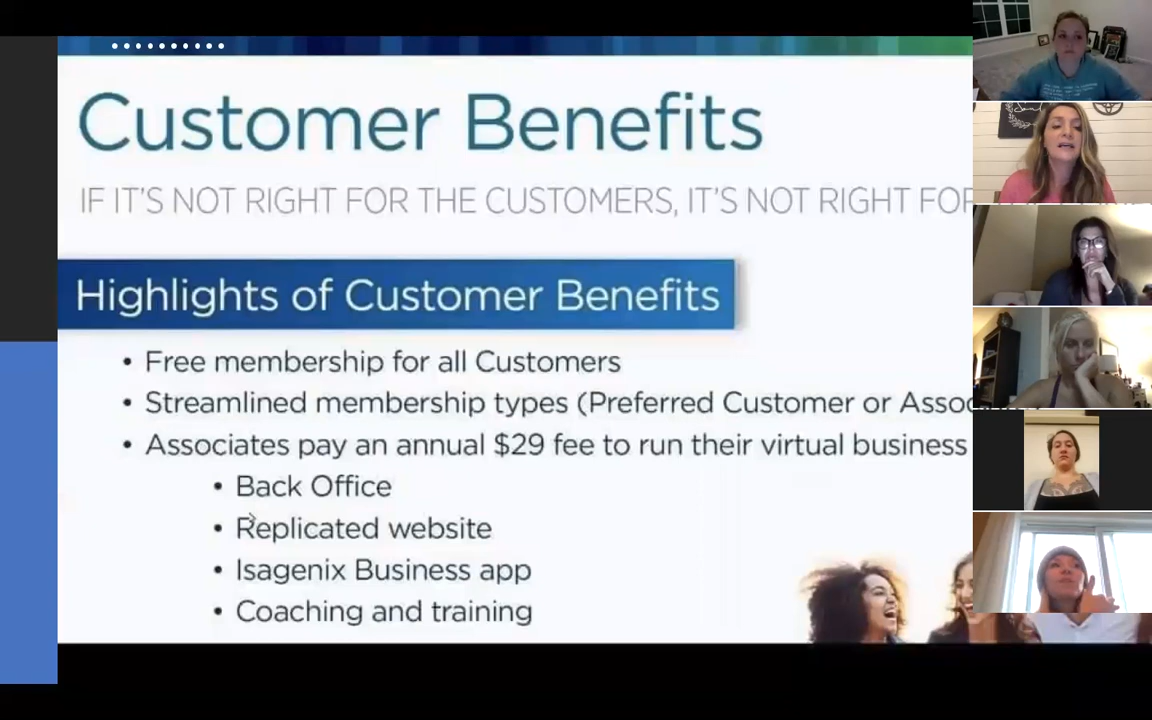 Customer Benefits
IF IT'S NOT RIGHT FOR THE CUSTOMERS, IT'S NOT RIGHT FOR
Highlights of Customer Benefits
• Free membership for all Customers
• Streamlined membership types (Preferred Customer or
• Associates pay an annual $29 fee to run their virtual business
• Back Office
• Replicated website
• Isagenix Business app
• Coaching and training